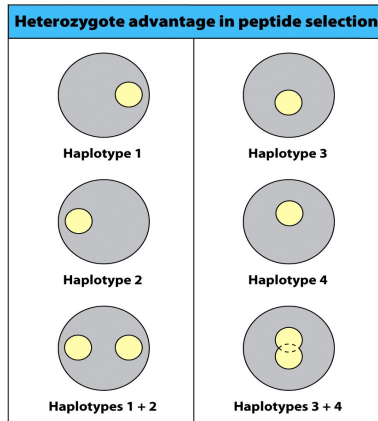 Heterozygote advantage in peptide selection
Haplotype 1
Haplotype 3
Haplotype 2
Haplotype 4
Haplotypes 1 + 2
Haplotypes 3 + 4